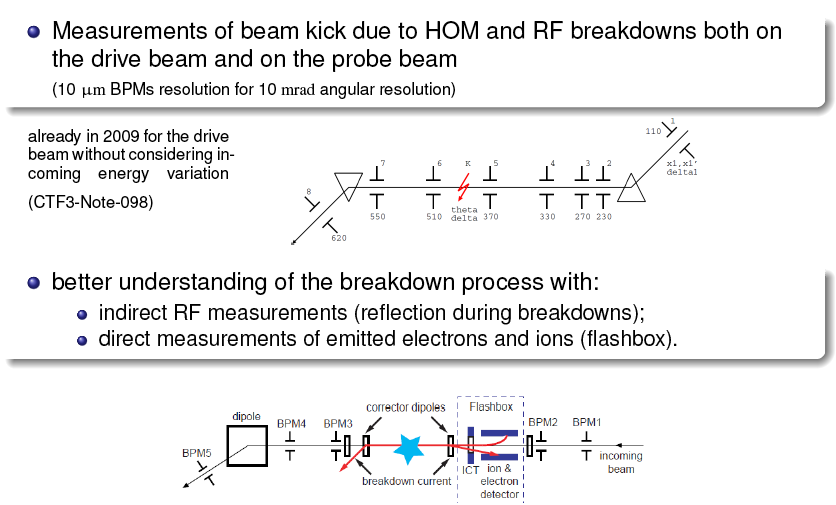 Measurements of beam kick due to HOM and RF breakdowns both on
the drive beam and on the probe beam
(10 µm BPMs resolution for 10 mrad angular resolution)
already in 2009 for the drive
beam without considering in-
coming energy variation
(CTF3-Note-098)
1
110
x1,x1'
delta1
7 6 K 5 4 3 2
8
theta
550 510 delta 370 330 270 230
620
better understanding of the breakdown process with:
indirect RF measurements (reflection during breakdowns);
direct measurements of emitted electrons and ions (flashbox).
corrector dipoles Flashbox
dipole BPM4 BPM3 BPM2 BPM1
BPM5
incoming
beam
breakdown current
ICT ion &
electron
detector